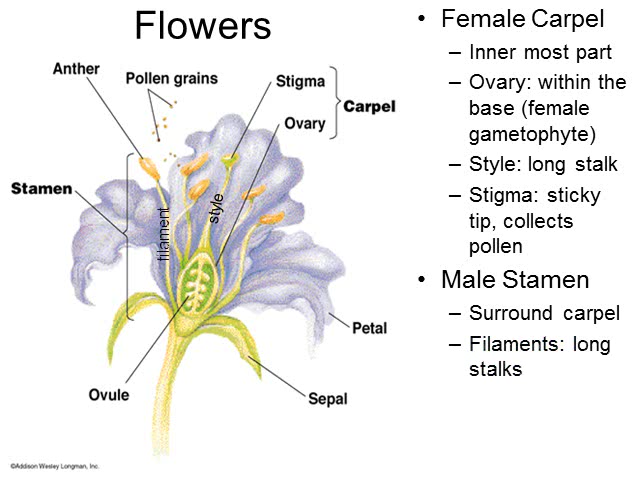 Flowers
Anther
Pollen grains
Stigma
Carpel
Ovary
Stamen
filament
style
Petal
Ovule
Sepal
©Addison Wesley Longman, Inc.
• Female Carpel
– Inner most part
– Ovary: within the
base (female
gametophyte)
– Style: long stalk
– Stigma: sticky
tip, collects
pollen
• Male Stamen
– Surround carpel
– Filaments: long
stalks